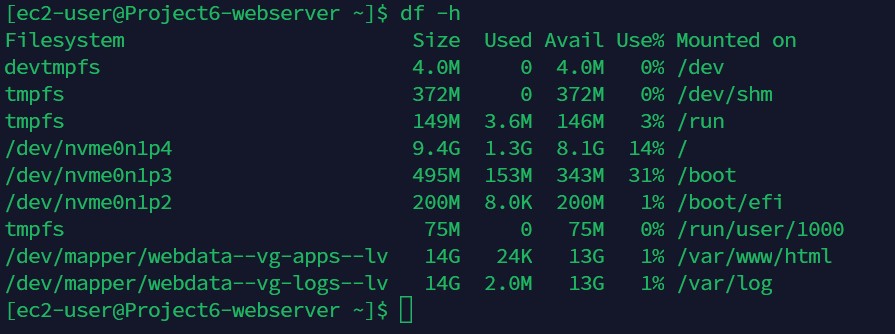 [ec2-user@Project6-webserver ~]$ df -h
Filesystem                        Size  Used Avail Use% Mounted on
devtmpfs                          4.0M     0  4.0M   0% /dev
tmpfs                             372M     0  372M   0% /dev/shm
tmpfs                             149M  3.6M  146M   3% /run
/dev/nvme0n1p4                    9.4G  1.3G  8.1G  14% /
/dev/nvme0n1p3                    495M  153M  343M  31% /boot
/dev/nvme0n1p2                    200M  8.0K  200M   1% /boot/efi
tmpfs                              75M     0   75M   0% /run/user/1000
/dev/mapper/webdata--vg-apps--lv   14G   24K   13G   1% /var/www/html
/dev/mapper/webdata--vg-logs--lv   14G  2.0M   13G   1% /var/log
[ec2-user@Project6-webserver ~]$